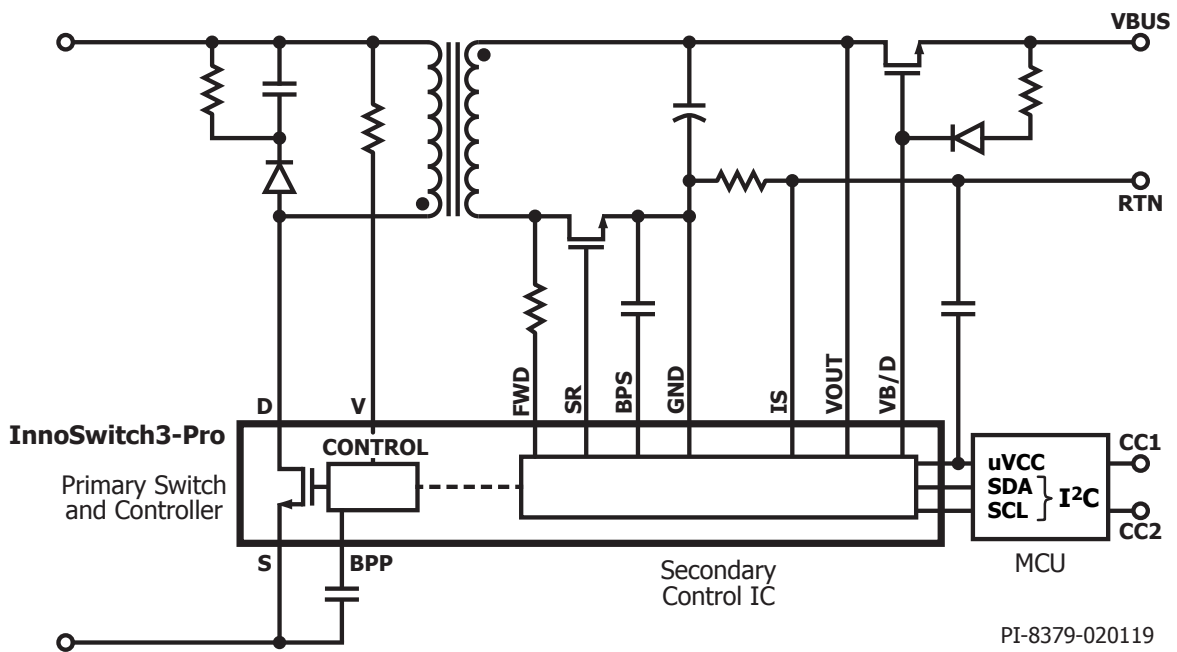 VBUS
RTN
FWD
SR
BPS
GND
IS
VOUT
VB/D
D
V
InnoSwitch3-Pro
CONTROL
Primary Switch
and Controller
uVCC
SDA
SCL
I²C
CC1
CC2
S
BPP
Secondary
Control IC
MCU
PI-8379-020119